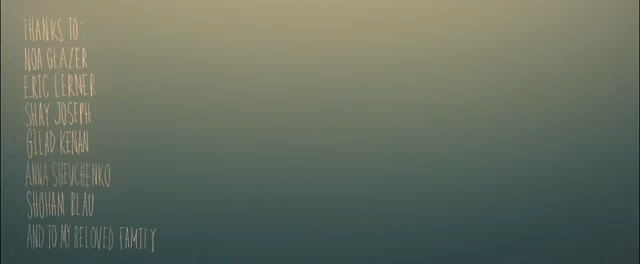 THANKS TO:
NOA GLAZER
ERIC LERNER
SHAY JOSEPH
GILAD KENAN
ANNA SHEVCHENKO
SHOHAM BLAU
AND TO MY BELOVED FAMILY